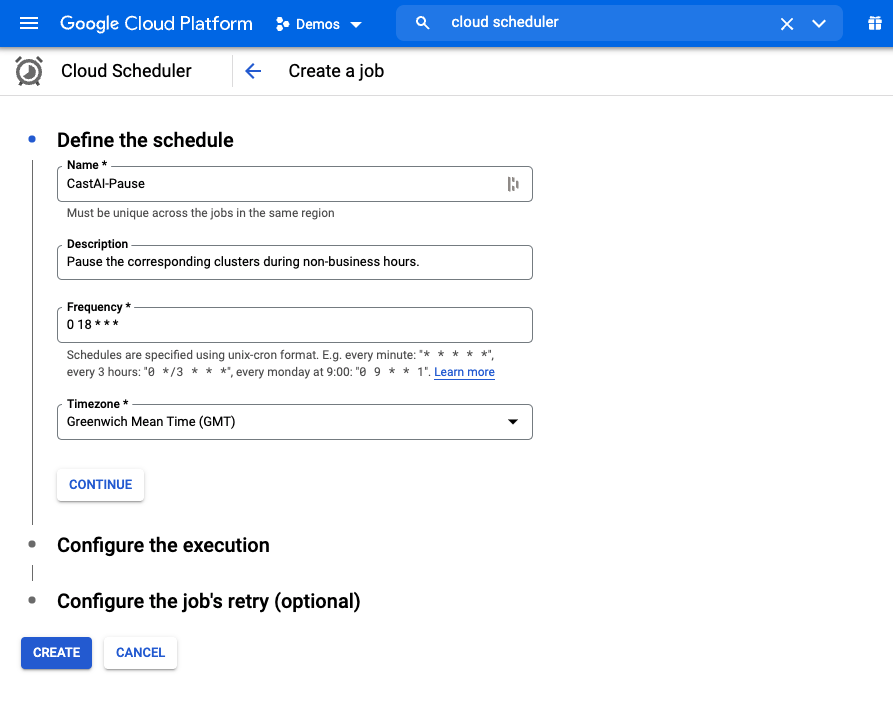 Google Cloud Platform
Demos
cloud scheduler
Cloud Scheduler
Create a job
Define the schedule
Name *
CastAI-Pause
Must be unique across the jobs in the same region
Description
Pause the corresponding clusters during non-business hours.
Frequency *
0 18 * * *
Schedules are specified using unix-cron format. E.g. every minute: "* * * * *",
every 3 hours: "0 */3 * * *", every monday at 9:00: "0 9 * * 1". Learn more
Timezone *
Greenwich Mean Time (GMT)
CONTINUE
Configure the execution
Configure the job's retry (optional)
CREATE
CANCEL